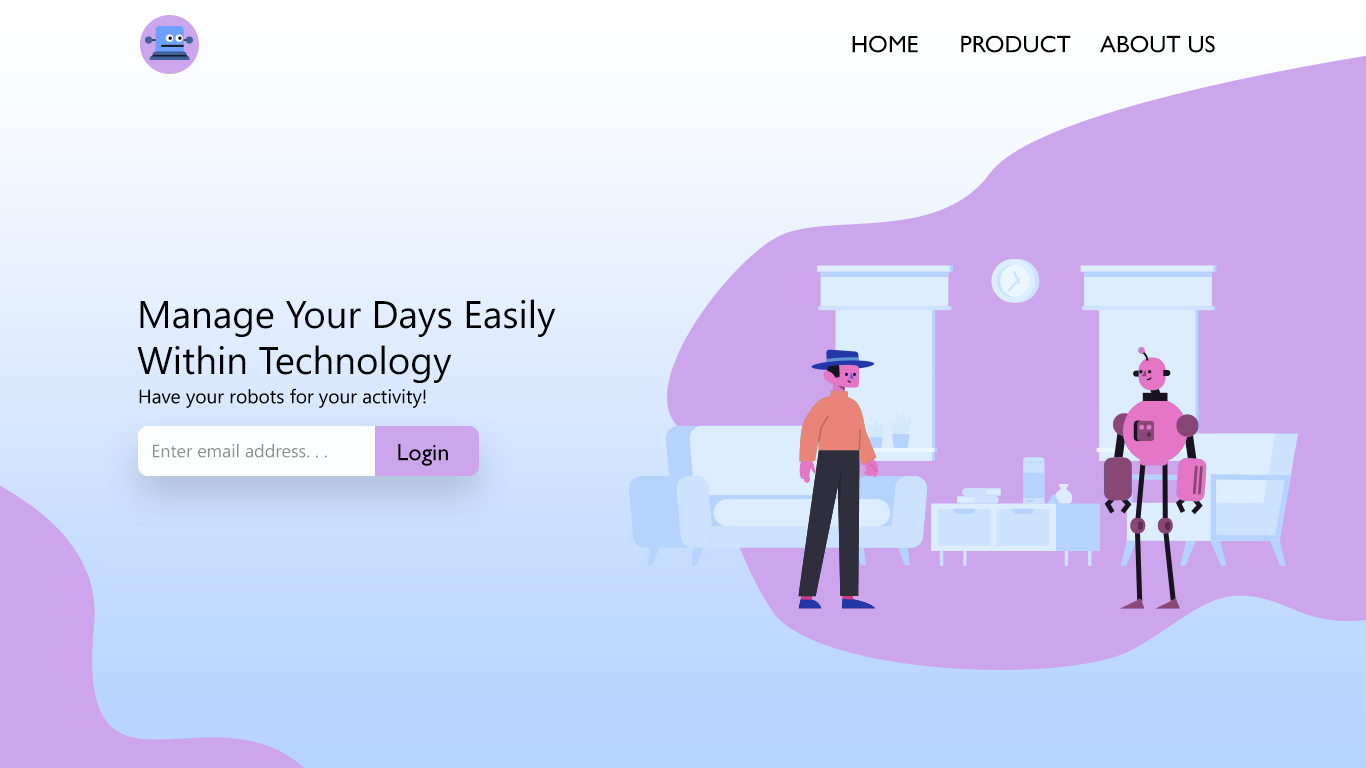 HOME PRODUCT ABOUT US
Manage Your Days Easily
Within Technology
Have your robots for your activity!
Enter email address. . . Login